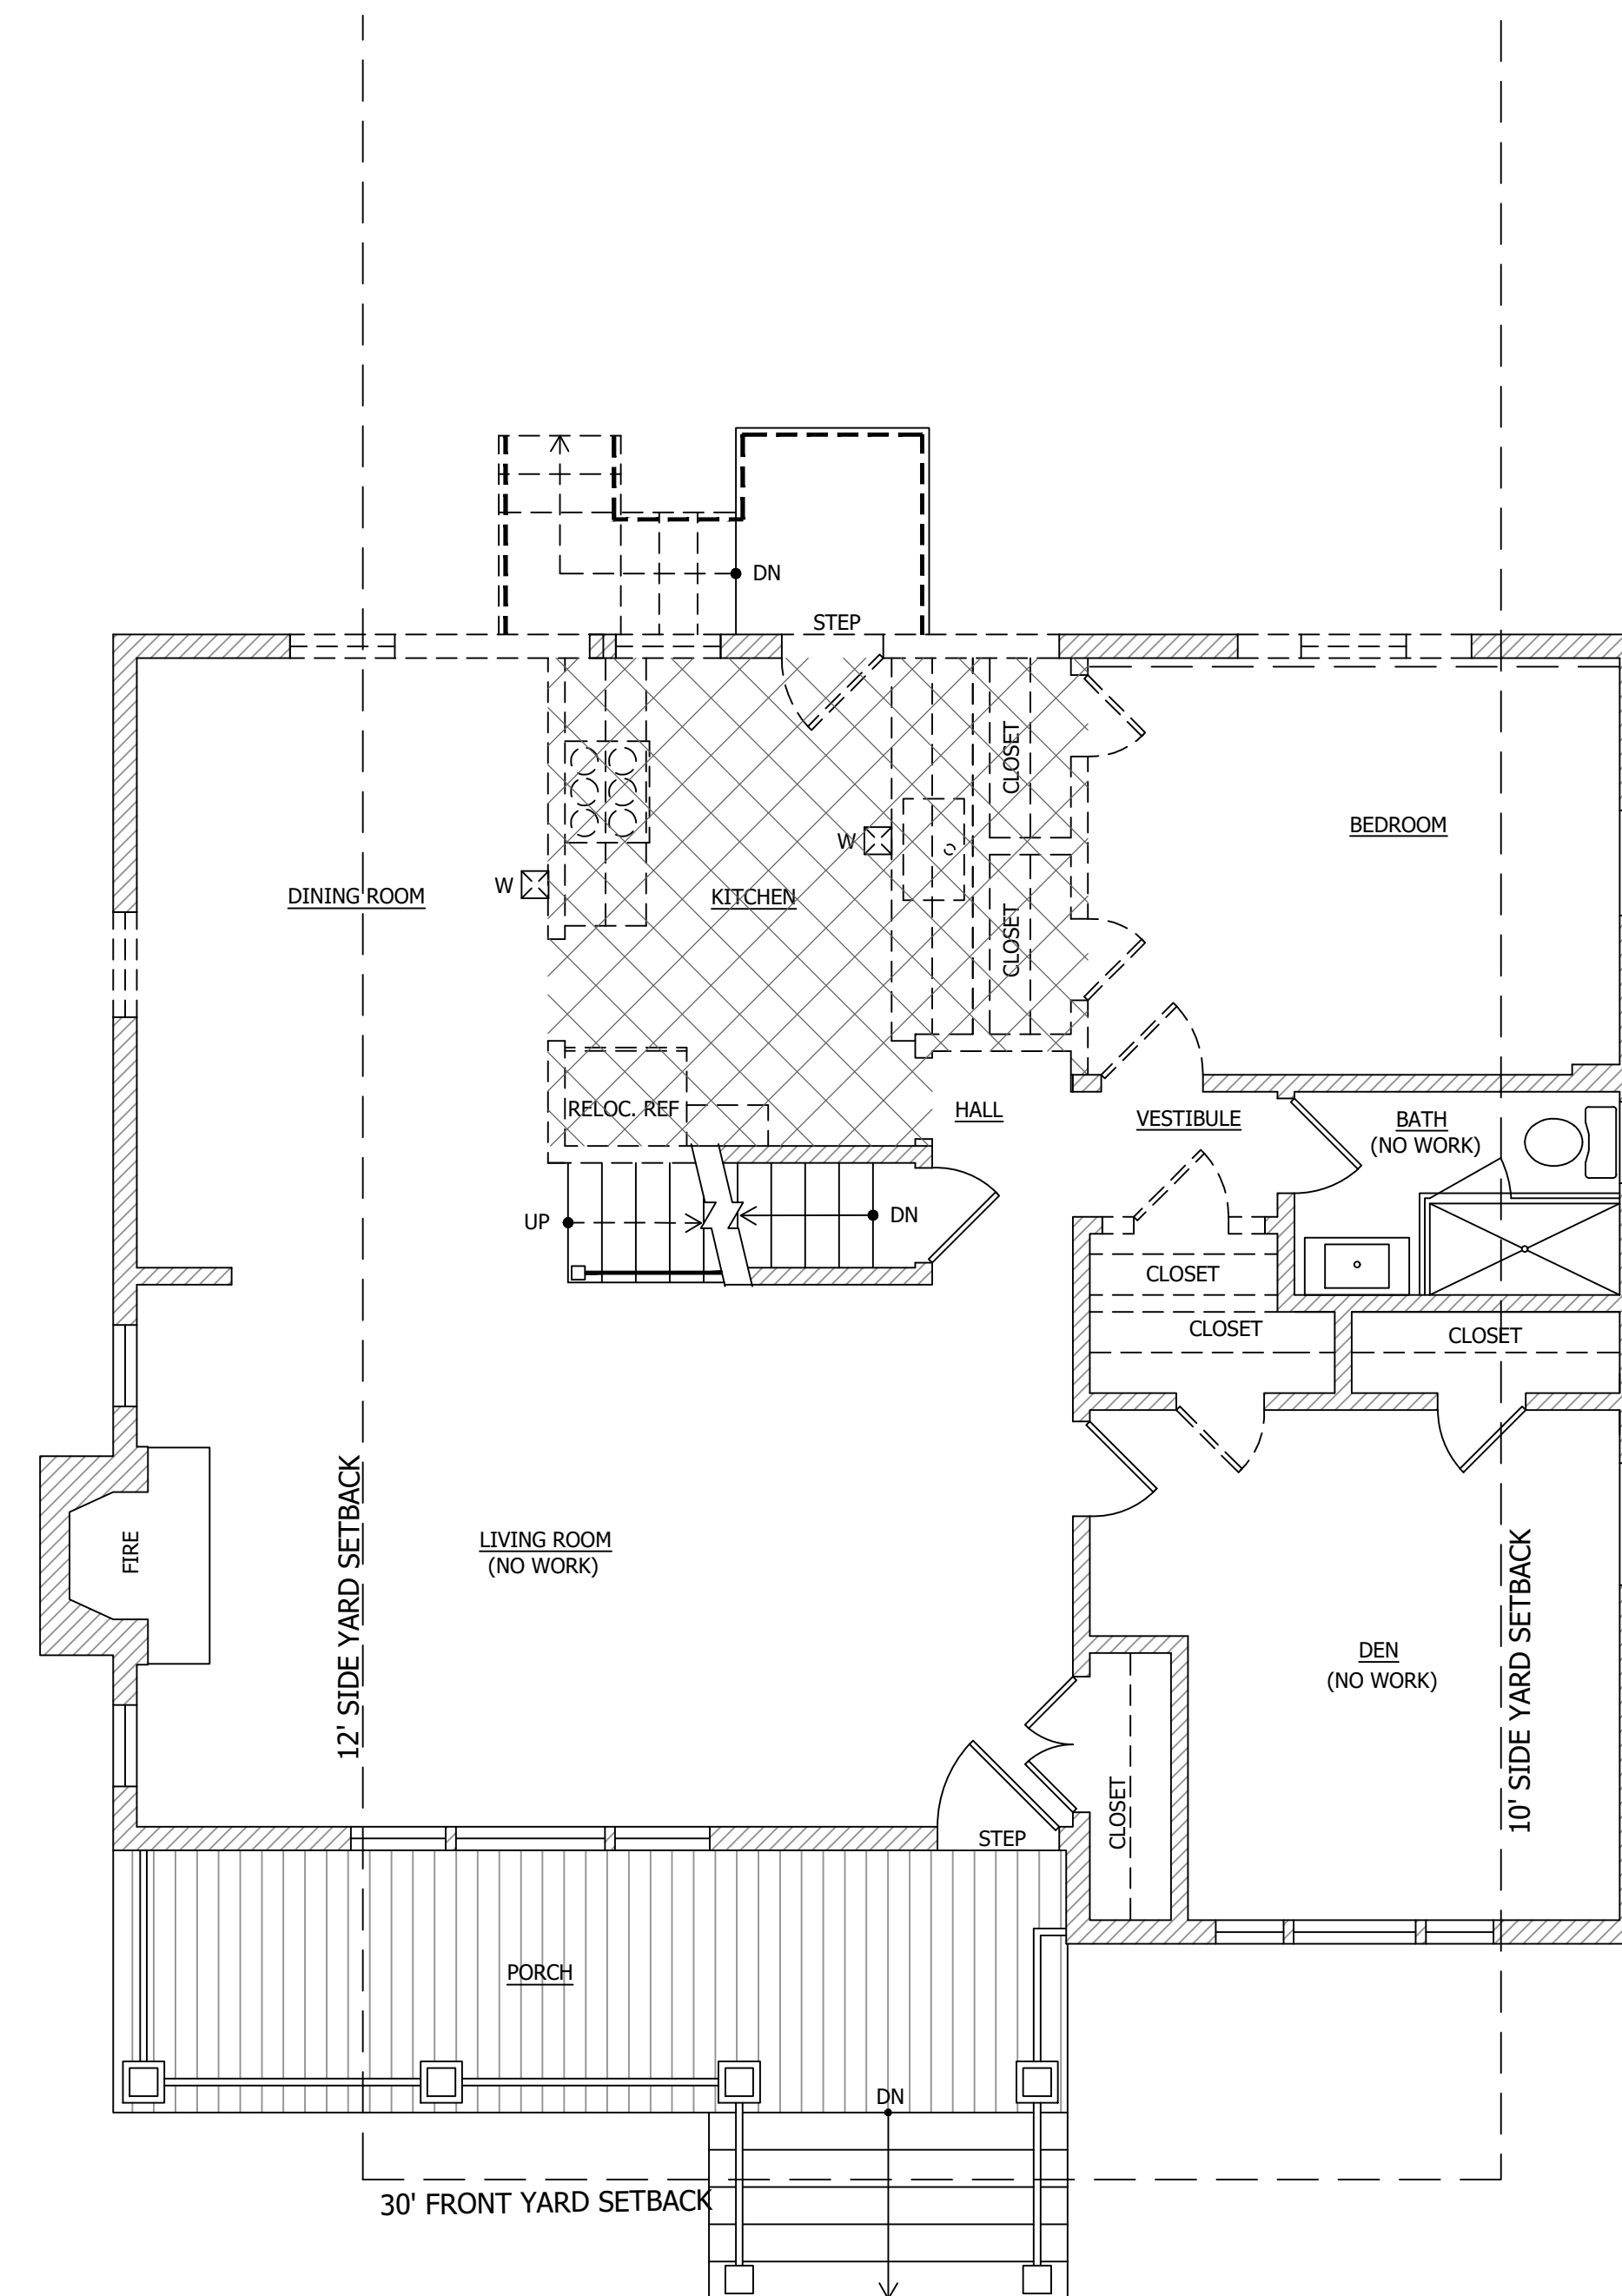 DN
STEP
CLOSET
BEDROOM
W
W
DINING ROOM
KITCHEN
CLOSET
RELOC. REF
HALL
VESTIBULE
BATH
(NO WORK)
UP
DN
CLOSET
CLOSET
CLOSET
12' SIDE YARD SETBACK
FIRE
LIVING ROOM
(NO WORK)
10' SIDE YARD SETBACK
DEN
(NO WORK)
CLOSET
STEP
PORCH
DN
30' FRONT YARD SETBACK